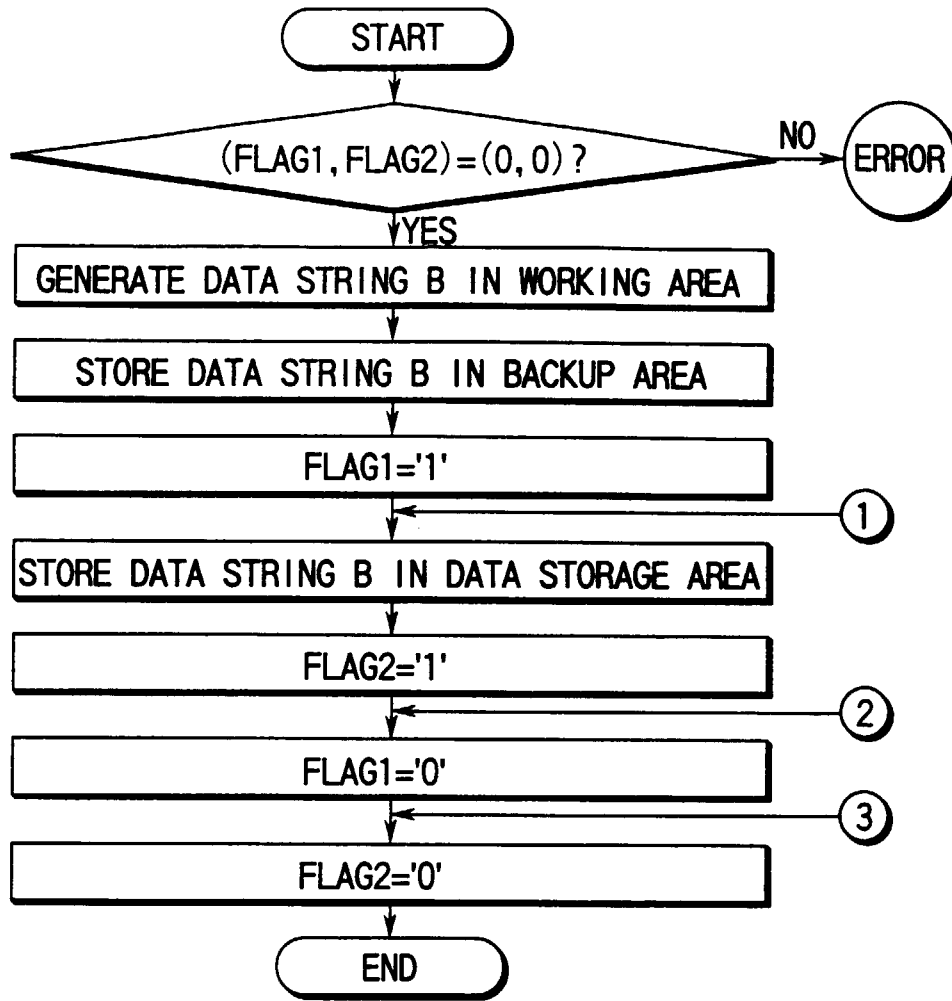 START
(FLAG1, FLAG2)=(0, 0)?
NO
ERROR
YES
GENERATE DATA STRING B IN WORKING AREA
STORE DATA STRING B IN BACKUP AREA
FLAG1='1'
1
STORE DATA STRING B IN DATA STORAGE AREA
FLAG2='1'
2
FLAG1='0'
3
FLAG2='0'
END